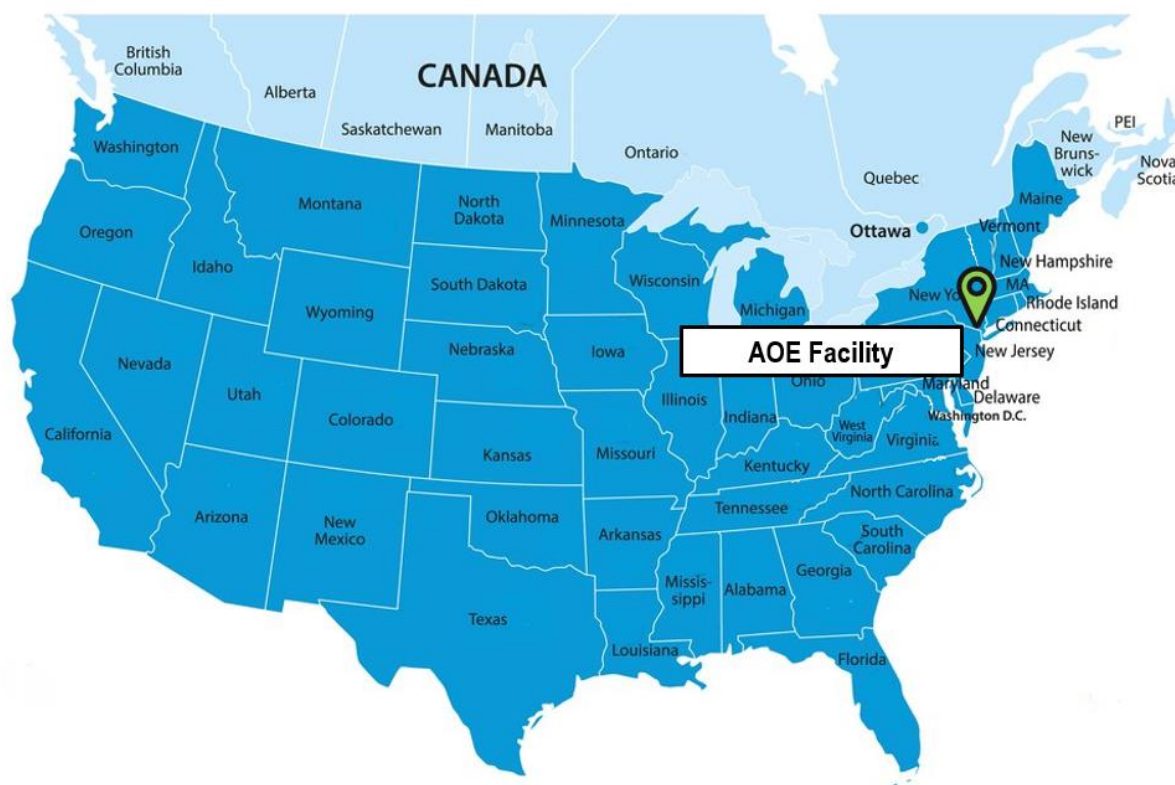 British
Columbia
Alberta
CANADA
Saskatchewan
Manitoba
Ontario
Quebec
PEI
New
Bruns-
wick
Nova
Scotia
Washington
Montana
North
Dakota
Minnesota
Ottawa
Maine
Vermont
Oregon
Idaho
South Dakota
Wisconsin
New Hampshire
Wyoming
Michigan
New Yo
MA
Rhode Island
Connecticut
AOE Facility
New Jersey
Nevada
Nebraska
Iowa
Utah
Colorado
Illinois
Indiana
Ohio
Maryland
Delaware
Washington D.C.
West
Virginia
Virginia
California
Kansas
Missouri
Kentucky
North Carolina
Arizona
New
Mexico
Oklahoma
Arkansas
Tennessee
South
Carolina
Missis-
sippi
Alabama
Georgia
Texas
Louisiana
Florida